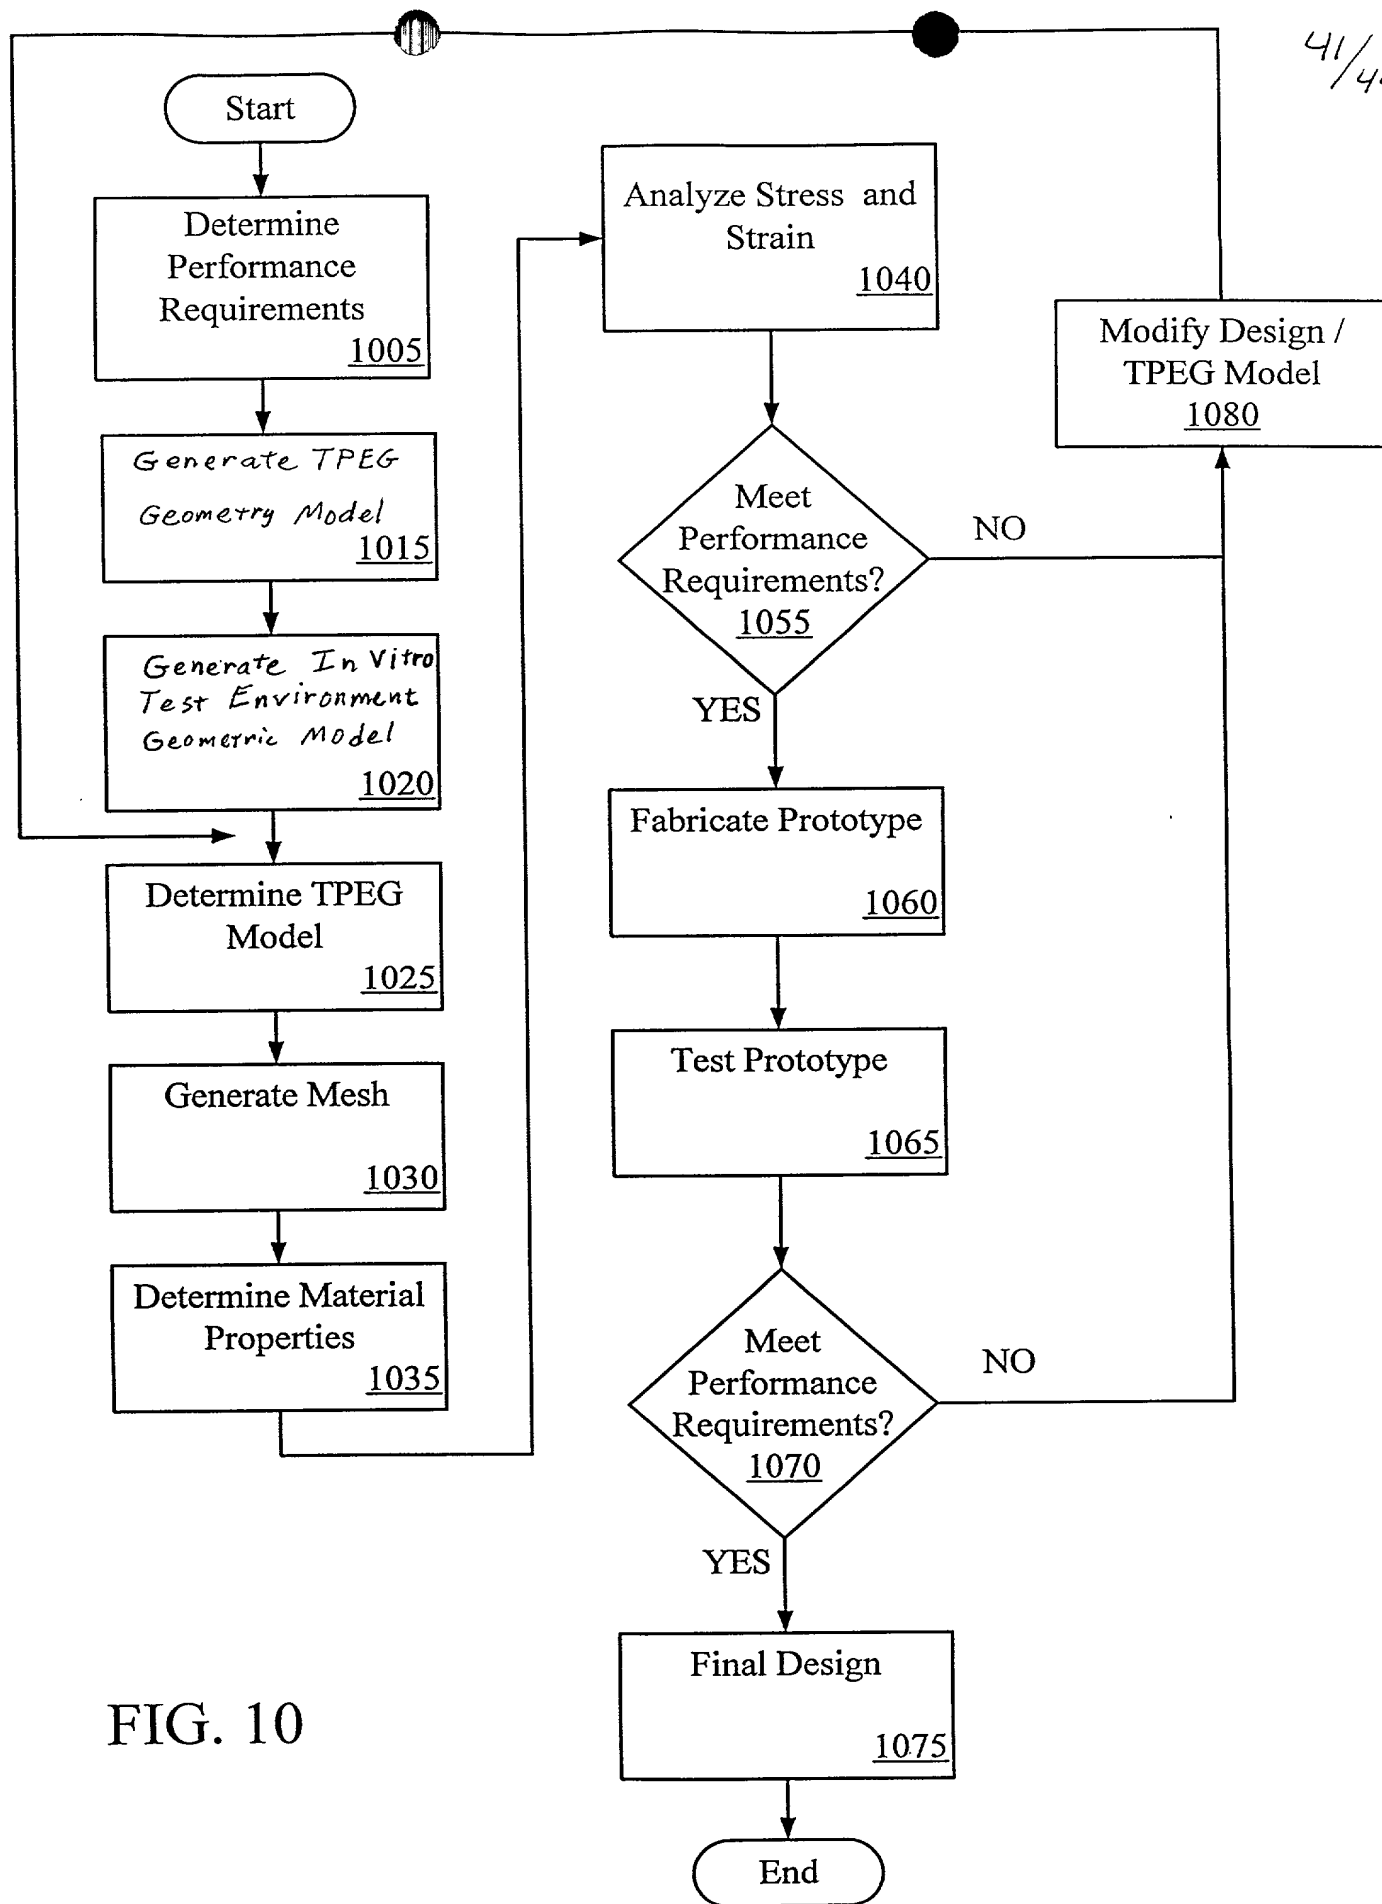 Start
Determine
Performance
Requirements
1005
Generate TPEG
Geometry Model
1015
Generate In Vitro
Test Environment
Geometric Model
1020
Determine TPEG
Model
1025
Generate Mesh
1030
Determine Material
Properties
1035
Analyze Stress and
Strain
1040
Meet
Performance
Requirements?
1055
NO
YES
Fabricate Prototype
1060
Test Prototype
1065
Meet
Performance
Requirements?
1070
NO
YES
Final Design
1075
End
Modify Design /
TPEG Model
1080
FIG. 10